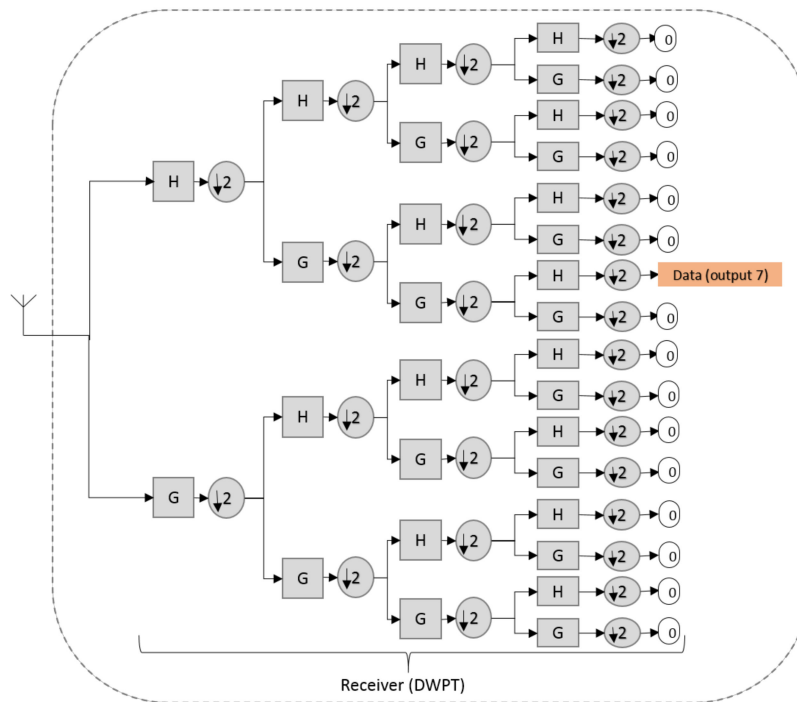 H ↓2 0
H ↓2 G ↓2 0
H ↓2 H ↓2 0
G ↓2 G ↓2 0
H ↓2 H ↓2 0
H ↓2 G ↓2 0
G ↓2 H ↓2 Data (output 7)
G ↓2 G ↓2 0
H ↓2 0
H ↓2 G ↓2 0
H ↓2 H ↓2 0
G ↓2 G ↓2 0
G ↓2 H ↓2 0
H ↓2 G ↓2 0
G ↓2 H ↓2 0
G ↓2 G ↓2 0
Receiver (DWPT)